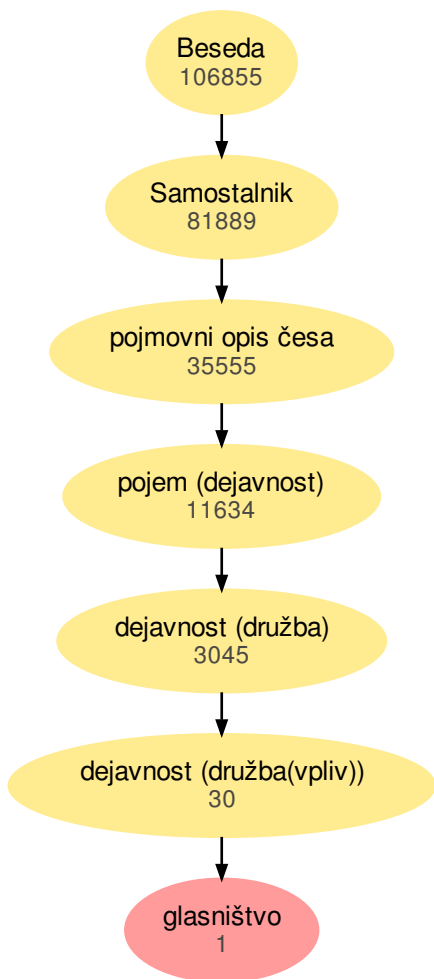 Beseda
106855
Samostalnik
81889
pojmovni opis česa
35555
pojem (dejavnost)
11634
dejavnost (družba)
3045
dejavnost (družba(vpliv))
30
glasništvo
1